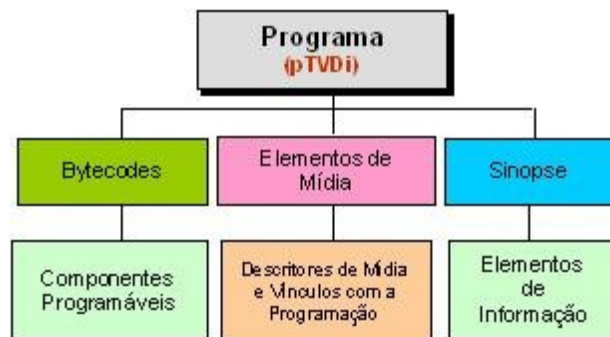 Programa
(pTVDi)
Bytecodes
Elementos de
Mídia
Sinopse
Componentes
Programáveis
Descritores de Mídia
e Vínculos com a
Programação
Elementos
de
Informação